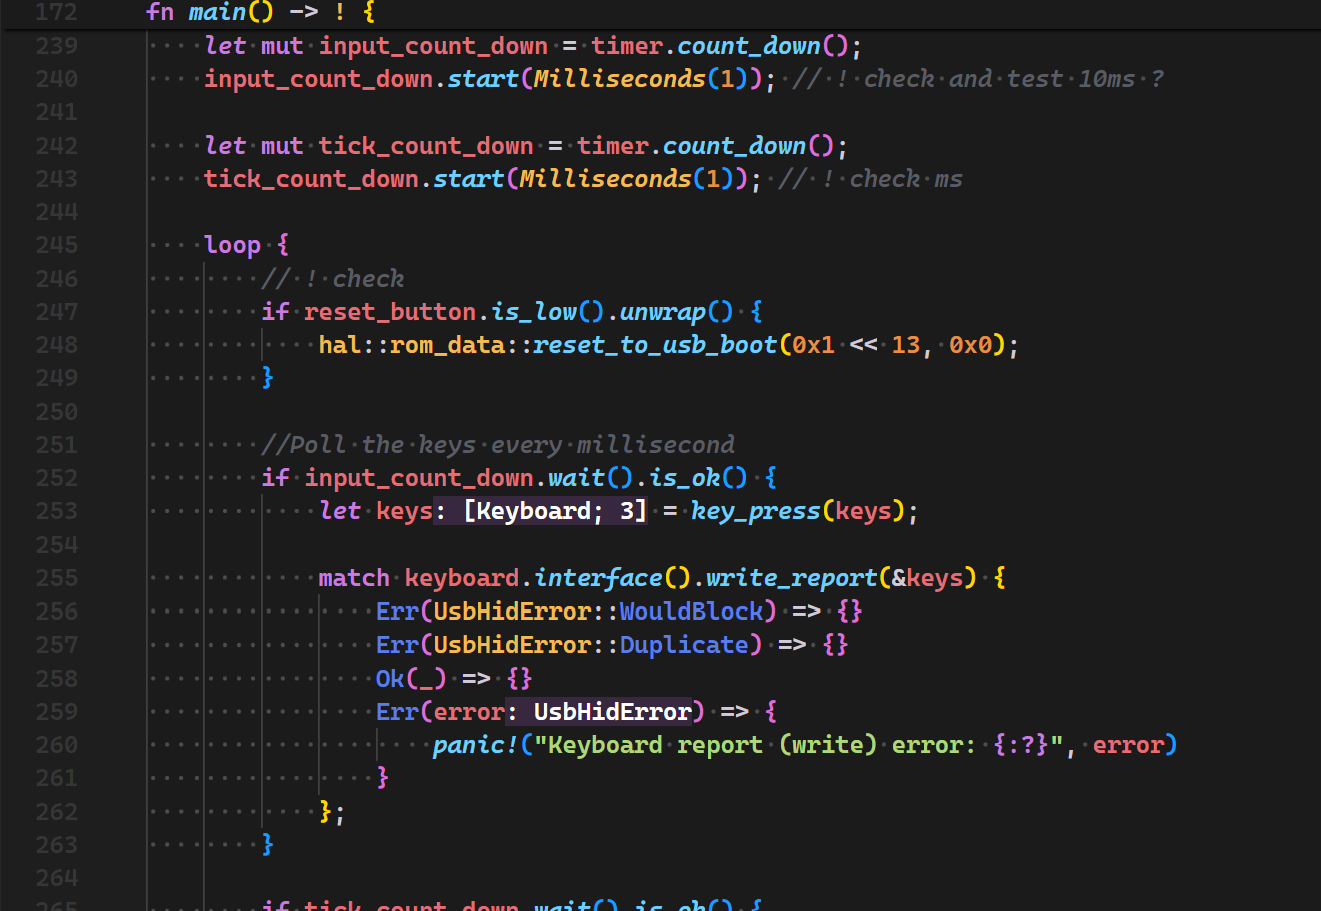 172 fn main() -> ! {
239 let mut input_count_down = timer.count_down();
240 input_count_down.start(Milliseconds(1)); // ! check and test 10ms ?
241
242 let mut tick_count_down = timer.count_down();
243 tick_count_down.start(Milliseconds(1)); // ! check ms
244
245 loop {
246 // ! check
247 if reset_button.is_low().unwrap() {
248 hal::rom_data::reset_to_usb_boot(0x1 << 13, 0x0);
249 }
250
251 //Poll the keys every millisecond
252 if input_count_down.wait().is_ok() {
253 let keys: [Keyboard; 3] = key_press(keys);
254
255 match keyboard.interface().write_report(&keys) {
256 Err(UsbHidError::WouldBlock) => {}
257 Err(UsbHidError::Duplicate) => {}
258 Ok(_) => {}
259 Err(error: UsbHidError) => {
260 panic!("Keyboard report (write) error: {:?}", error)
261 }
262 };
263 }
264
265 if tick_count_down.wait().is_ok() {